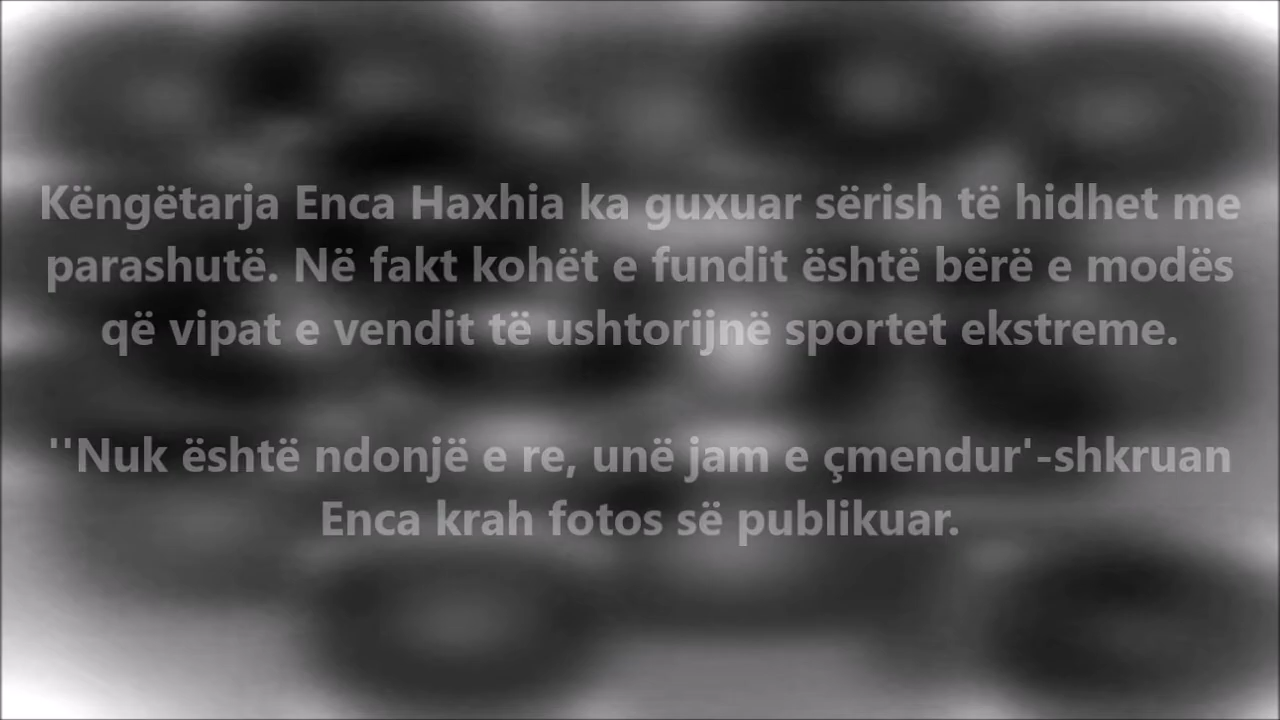 Këngëtarja Enca Haxhia ka guxuar sërish të hidhet me
parashutë. Në fakt kohët e fundit është bërë e modës
që vipat e vendit të ushtorijnë sportet ekstreme.
''Nuk është ndonjë e re, unë jam e çmendur'-shkruan
Enca krah fotos së publikuar.